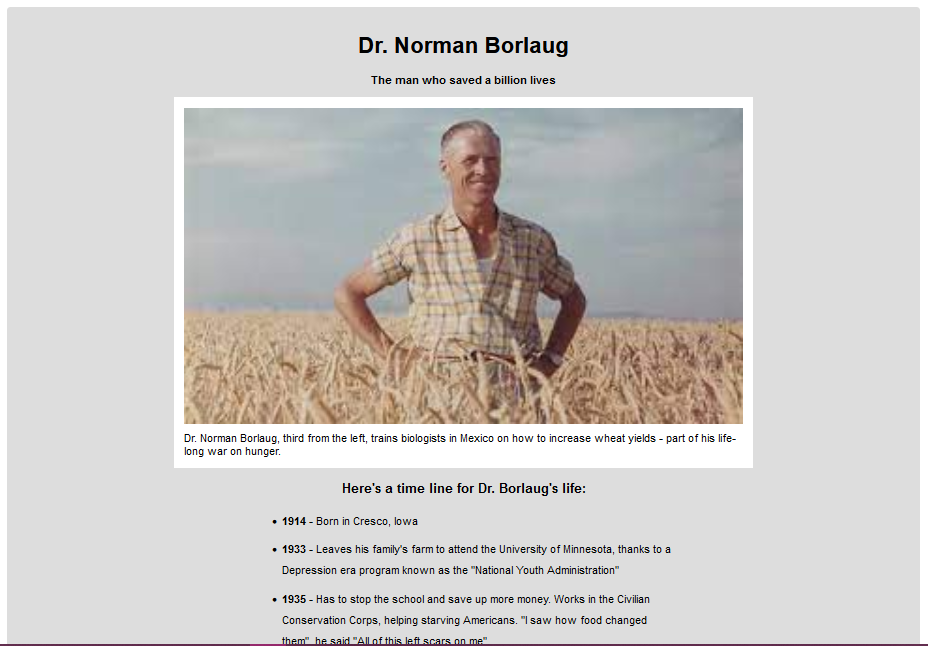 Dr. Norman Borlaug
The man who saved a billion lives
Dr. Norman Borlaug, third from the left, trains biologists in Mexico on how to increase wheat yields - part of his life-
long war on hunger.
Here's a time line for Dr. Borlaug's life:
• 1914 - Born in Cresco, Iowa
• 1933 - Leaves his family's farm to attend the University of Minnesota, thanks to a
Depression era program known as the "National Youth Administration"
• 1935 - Has to stop the school and save up more money. Works in the Civilian
Conservation Corps, helping starving Americans. "I saw how food changed
them", he said "All of this left scars on me"